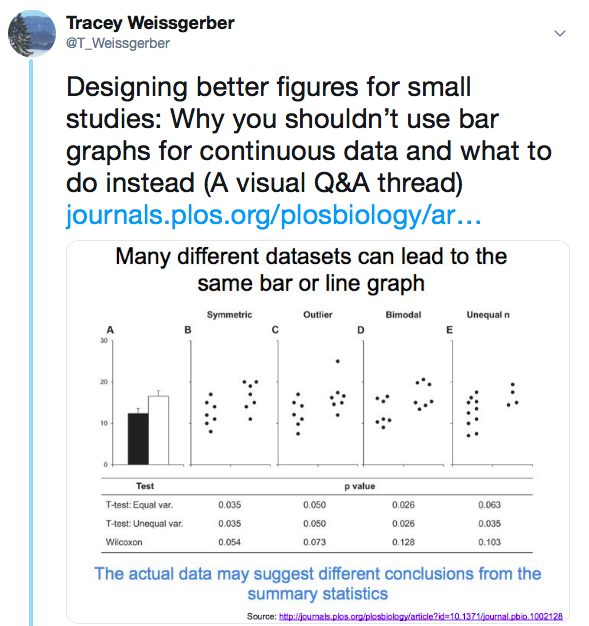 Tracey Weissgerber
@T_Weissgerber
Designing better figures for small
studies: Why you shouldn’t use bar
graphs for continuous data and what to
do instead (A visual Q&A thread)
journals.plos.org/plosbiology/ar…
Many different datasets can lead to the
same bar or line graph
Symmetric Outlier Bimodal Unequal n
A B C D E
30
20
10
0
Test p value
T-test: Equal var. 0.035 0.050 0.026 0.063
T-test: Unequal var. 0.035 0.050 0.026 0.035
Wilcoxon 0.054 0.073 0.128 0.103
The actual data may suggest different conclusions from the
summary statistics
Source: http://journals.plos.org/plosbiology/article?id=10.1371/journal.pbio.1002128